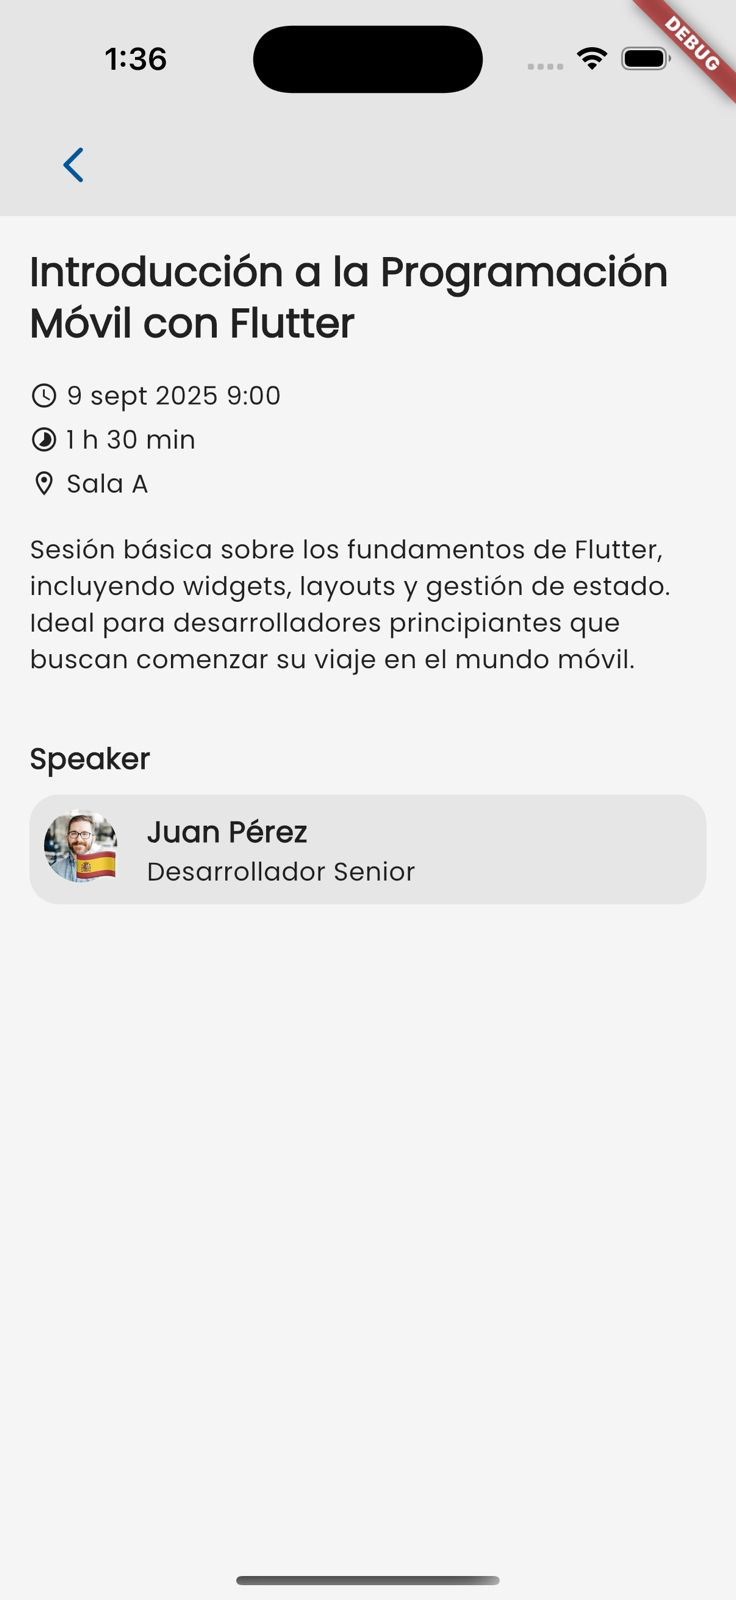 1:36
DEBUG
Introducción a la Programación
Móvil con Flutter
9 sept 2025 9:00
1 h 30 min
Sala A
Sesión básica sobre los fundamentos de Flutter,
incluyendo widgets, layouts y gestión de estado.
Ideal para desarrolladores principiantes que
buscan comenzar su viaje en el mundo móvil.
Speaker
Juan Pérez
Desarrollador Senior